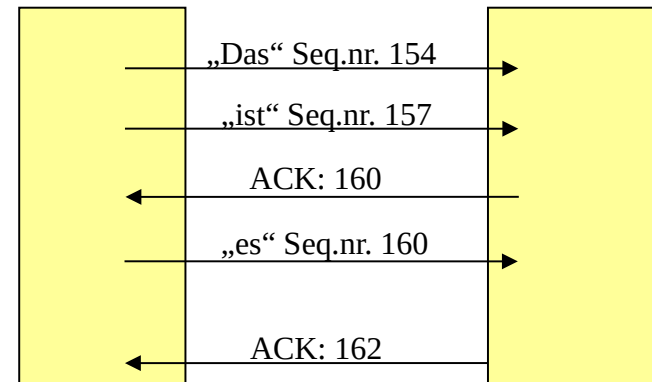 „Das“ Seq.nr. 154
„ist“ Seq.nr. 157
ACK: 160
„es“ Seq.nr. 160
ACK: 162